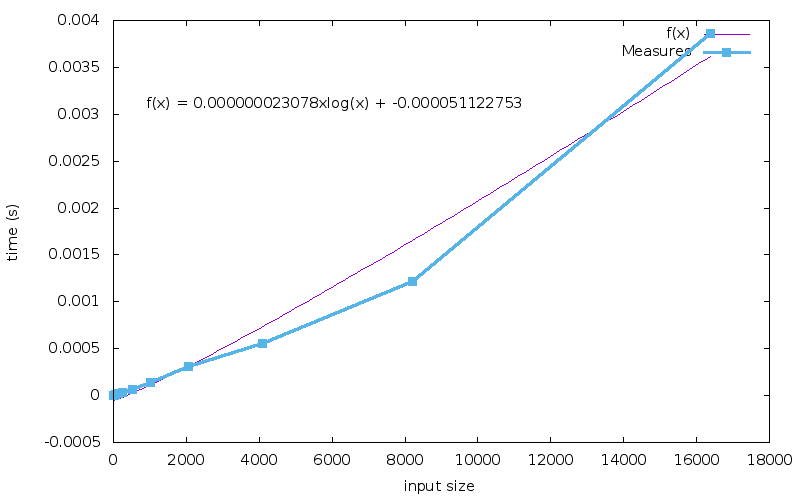 0.004
f(x)
Measures
0.0035
f(x) = 0.000000023078xlog(x) + -0.000051122753
0.003
0.0025
0.002
time (s)
0.0015
0.001
0.0005
0
-0.0005
0 2000 4000 6000 8000 10000 12000 14000 16000 18000
input size